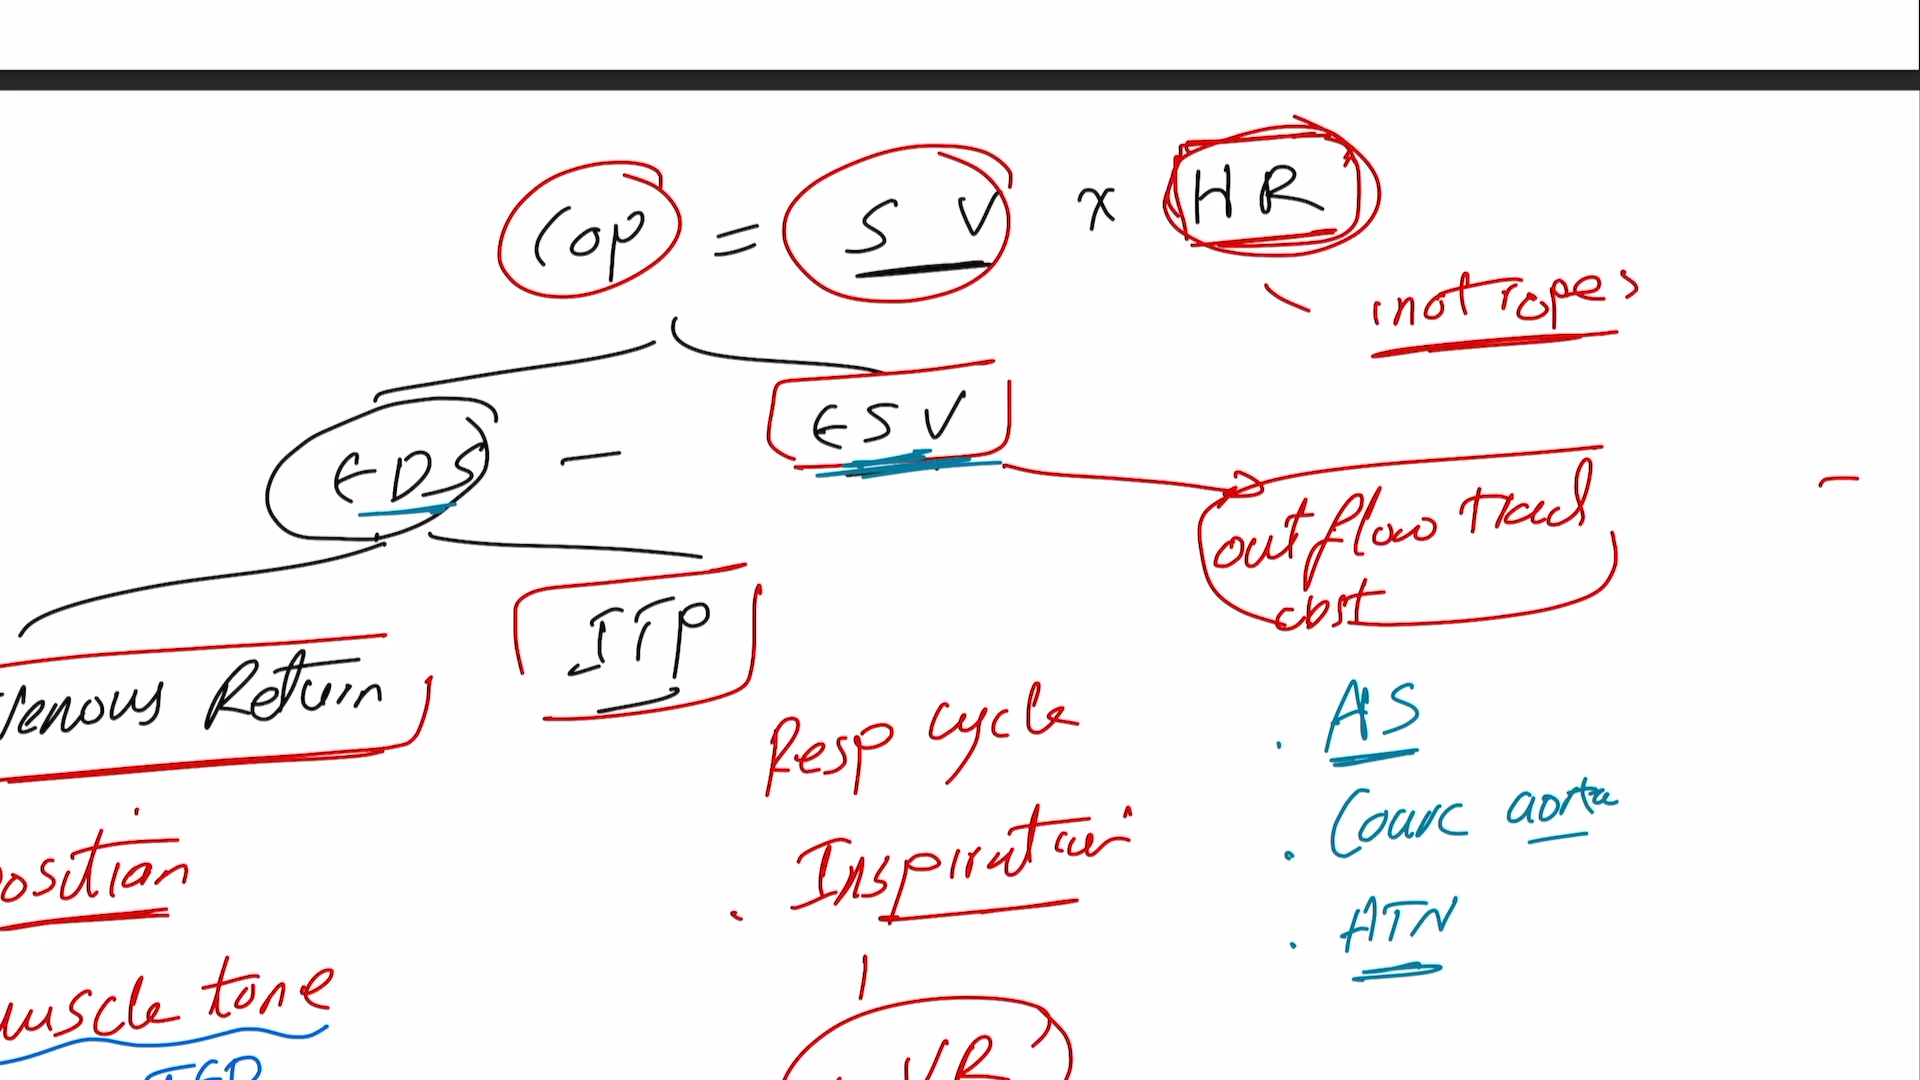 Cop = SV x HR
inotropes
EDS - ESV
outflow tract
obst
Venous Return
ITP
Resp cycle
AS
Coarc aorta
osition
Inspiration
HTN
uscle tone
VR